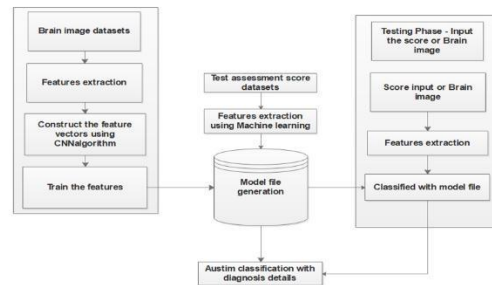 Brain image datasets
Features extraction
Construct the feature
vectors using
CNNalgorithm
Train the features
Test assessment score
datasets
Features extraction
using Machine learning
Model file
generation
Austim classification with
diagnosis details
Testing Phase - Input
the score or Brain
image
Score input or Brain
image
Features extraction
Classified with model file